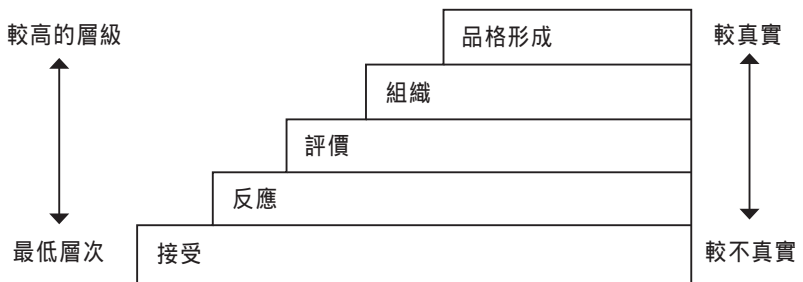 較高的層級
品格形成
較真實
組織
評價
反應
最低層次
接受
較不真實